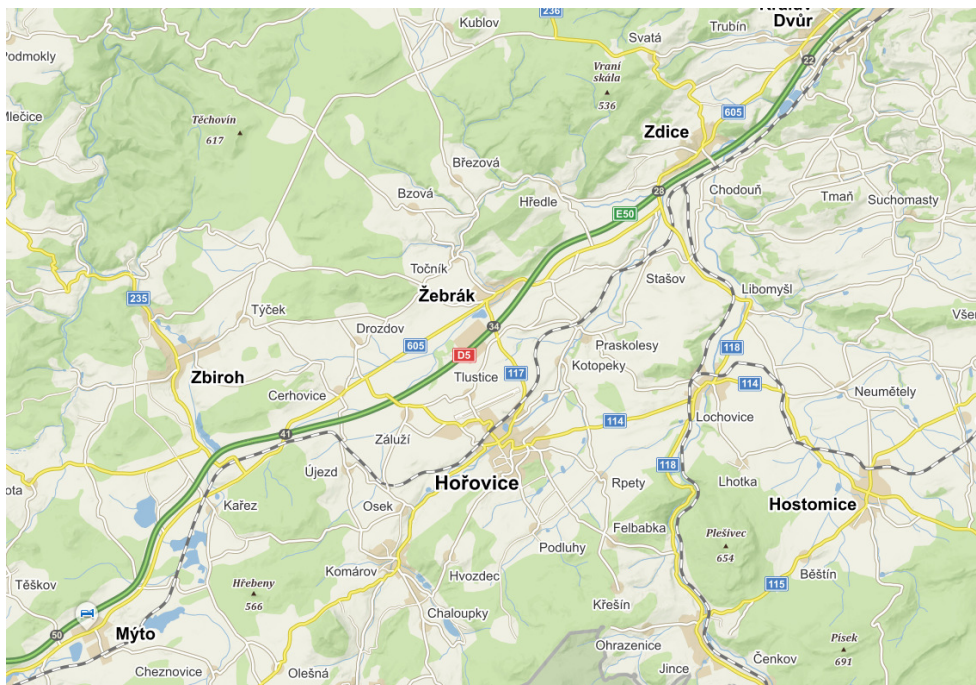 236
Kublov
Trubín
Králův
Dvůr
Svatá
Podmokly
22
Vraní
skála
536
605
Mlečice
Těchovín
617
Zdice
Březová
28
Chodouň
Bzová
Hředle
Tmaň
Suchomasty
E50
Točník
Stašov
Libomyšl
235
Žebrák
Týček
34
Drozdov
605
D5
Praskolesy
118
Zbiroh
117
Kotopeky
Tlustice
114
Neumětely
Cerhovice
Lochovice
41
Záluží
114
Újezd
118
Hořovice
Lhotka
Rpety
Kařez
Osek
Hostomice
Felbabka
Plešivec
654
Podluhy
Komárov
Hvozdec
Běštín
115
Těškov
Hřebeny
566
Křešín
Chaloupky
50
Mýto
Písek
691
Ohrazenice
Čenkov
Cheznovice
Olešná
Jince